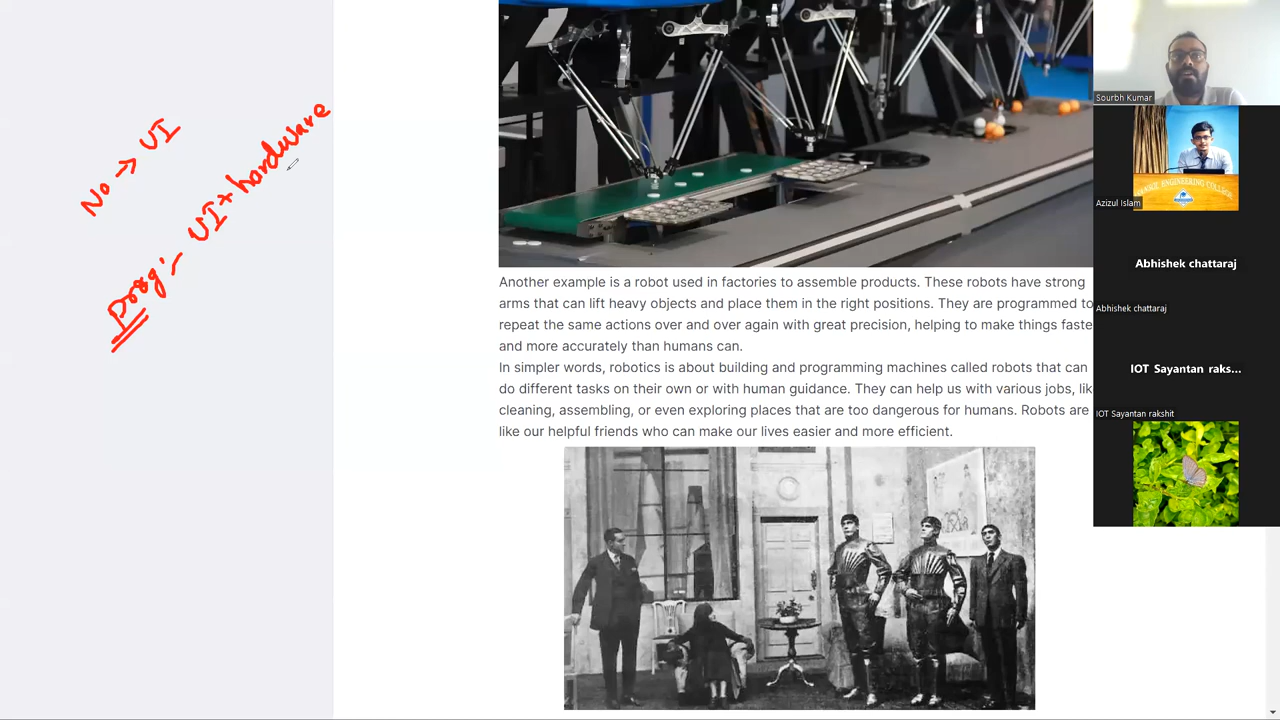 No → UI
Prog:- UI + hardware
Another example is a robot used in factories to assemble products. These robots have strong
arms that can lift heavy objects and place them in the right positions. They are programmed to
repeat the same actions over and over again with great precision, helping to make things faste
and more accurately than humans can.
In simpler words, robotics is about building and programming machines called robots that can
do different tasks on their own or with human guidance. They can help us with various jobs, lik
cleaning, assembling, or even exploring places that are too dangerous for humans. Robots are
like our helpful friends who can make our lives easier and more efficient.
Sourbh Kumar
ENGINEERING COLLEGE
Azizul Islam
Abhishek chattaraj
Abhishek chattaraj
IOT Sayantan raks...
IOT Sayantan rakshit